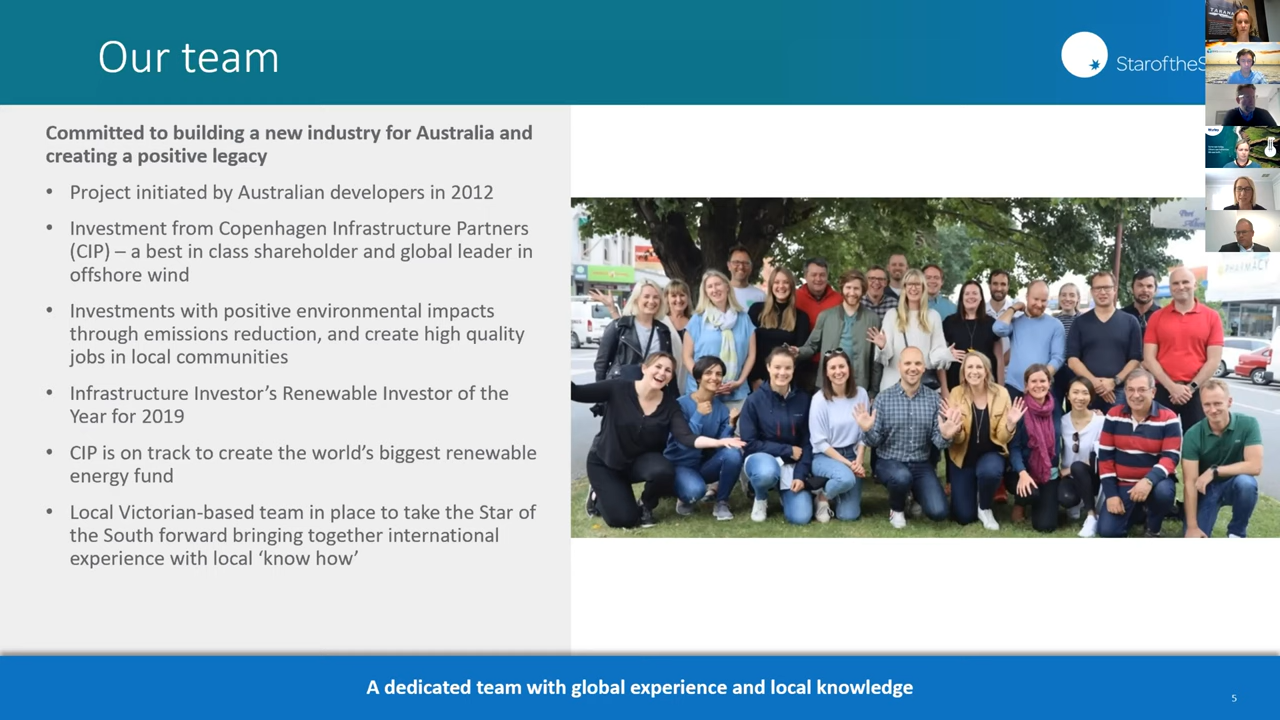 Our team
StaroftheS
Committed to building a new industry for Australia and
creating a positive legacy
• Project initiated by Australian developers in 2012
• Investment from Copenhagen Infrastructure Partners
(CIP) – a best in class shareholder and global leader in
offshore wind
• Investments with positive environmental impacts
through emissions reduction, and create high quality
jobs in local communities
• Infrastructure Investor’s Renewable Investor of the
Year for 2019
• CIP is on track to create the world’s biggest renewable
energy fund
• Local Victorian-based team in place to take the Star of
the South forward bringing together international
experience with local ‘know how’
PHARMACY
A dedicated team with global experience and local knowledge
5